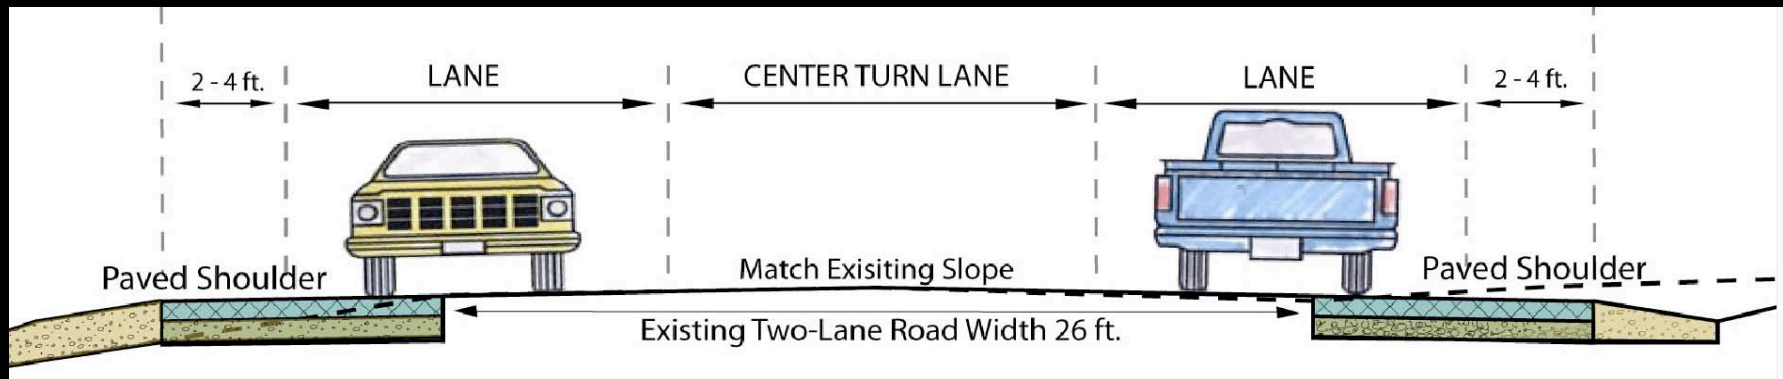 2 - 4 ft.
LANE
CENTER TURN LANE
LANE
2 - 4 ft.
Paved Shoulder
Match Exisiting Slope
Paved Shoulder
Existing Two-Lane Road Width 26 ft.